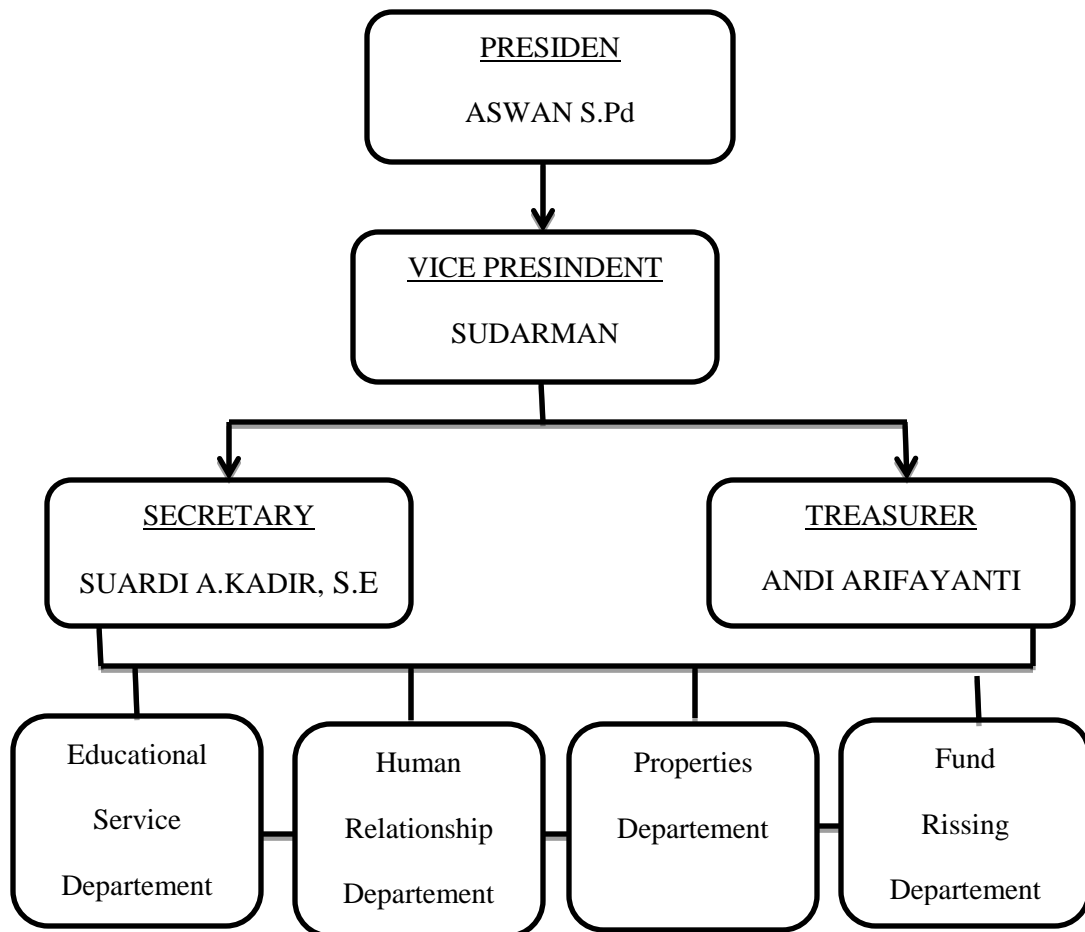 PRESIDEN
ASWAN S.Pd
VICE PRESINDENT
SUDARMAN
SECRETARY
SUARDI A.KADIR, S.E
TREASURER
ANDI ARIFAYANTI
Educational
Service
Departement
Human
Relationship
Departement
Properties
Departement
Fund
Rissing
Departement